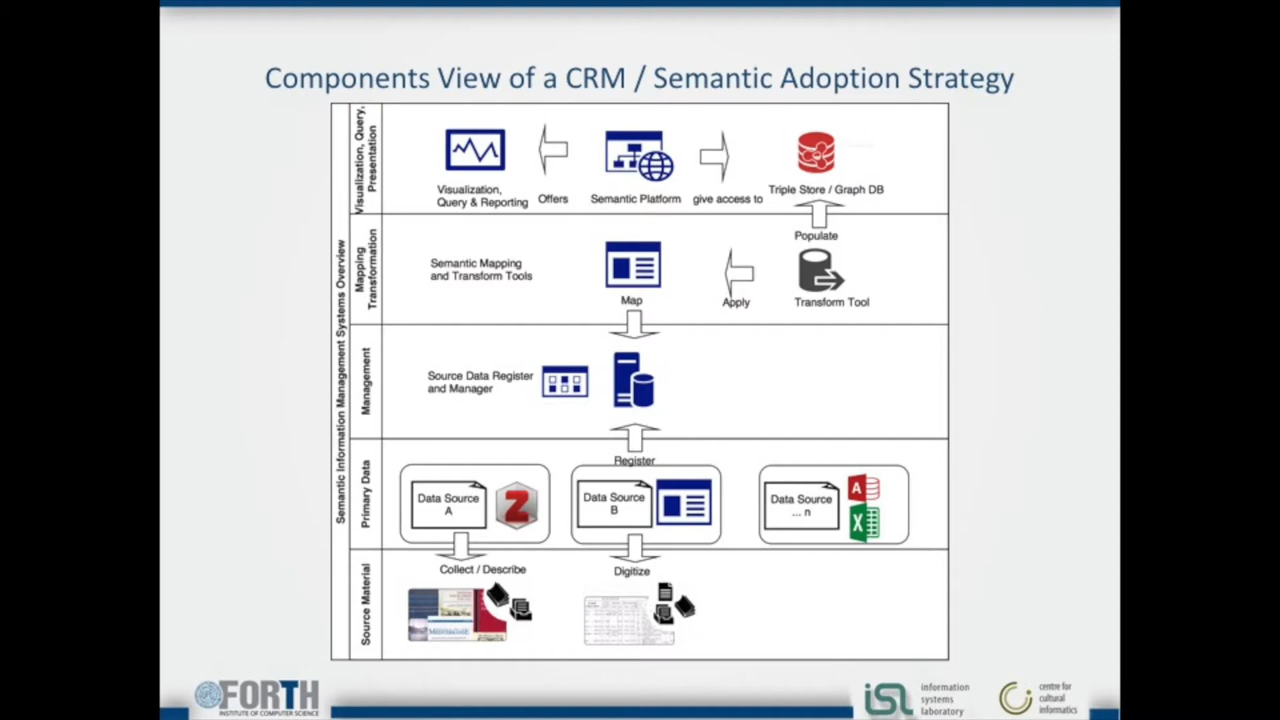 Components View of a CRM / Semantic Adoption Strategy
Semantic Information Management Systems Overview
Visualization, Query,
Presentation
Visualization,
Query & Reporting
Offers
Semantic Platform
give access to
Triple Store / Graph DB
Mapping
Transformation
Semantic Mapping
and Transform Tools
Map
Apply
Populate
Transform Tool
Management
Source Data Register
and Manager
Primary Data
Register
Data Source
A
Z
Data Source
B
Data Source
... n
A
X
Source Material
Collect / Describe
Digitize
FORTH
INSTITUTE OF COMPUTER SCIENCE
isl
information
systems
laboratory
centre for
cultural
informatics